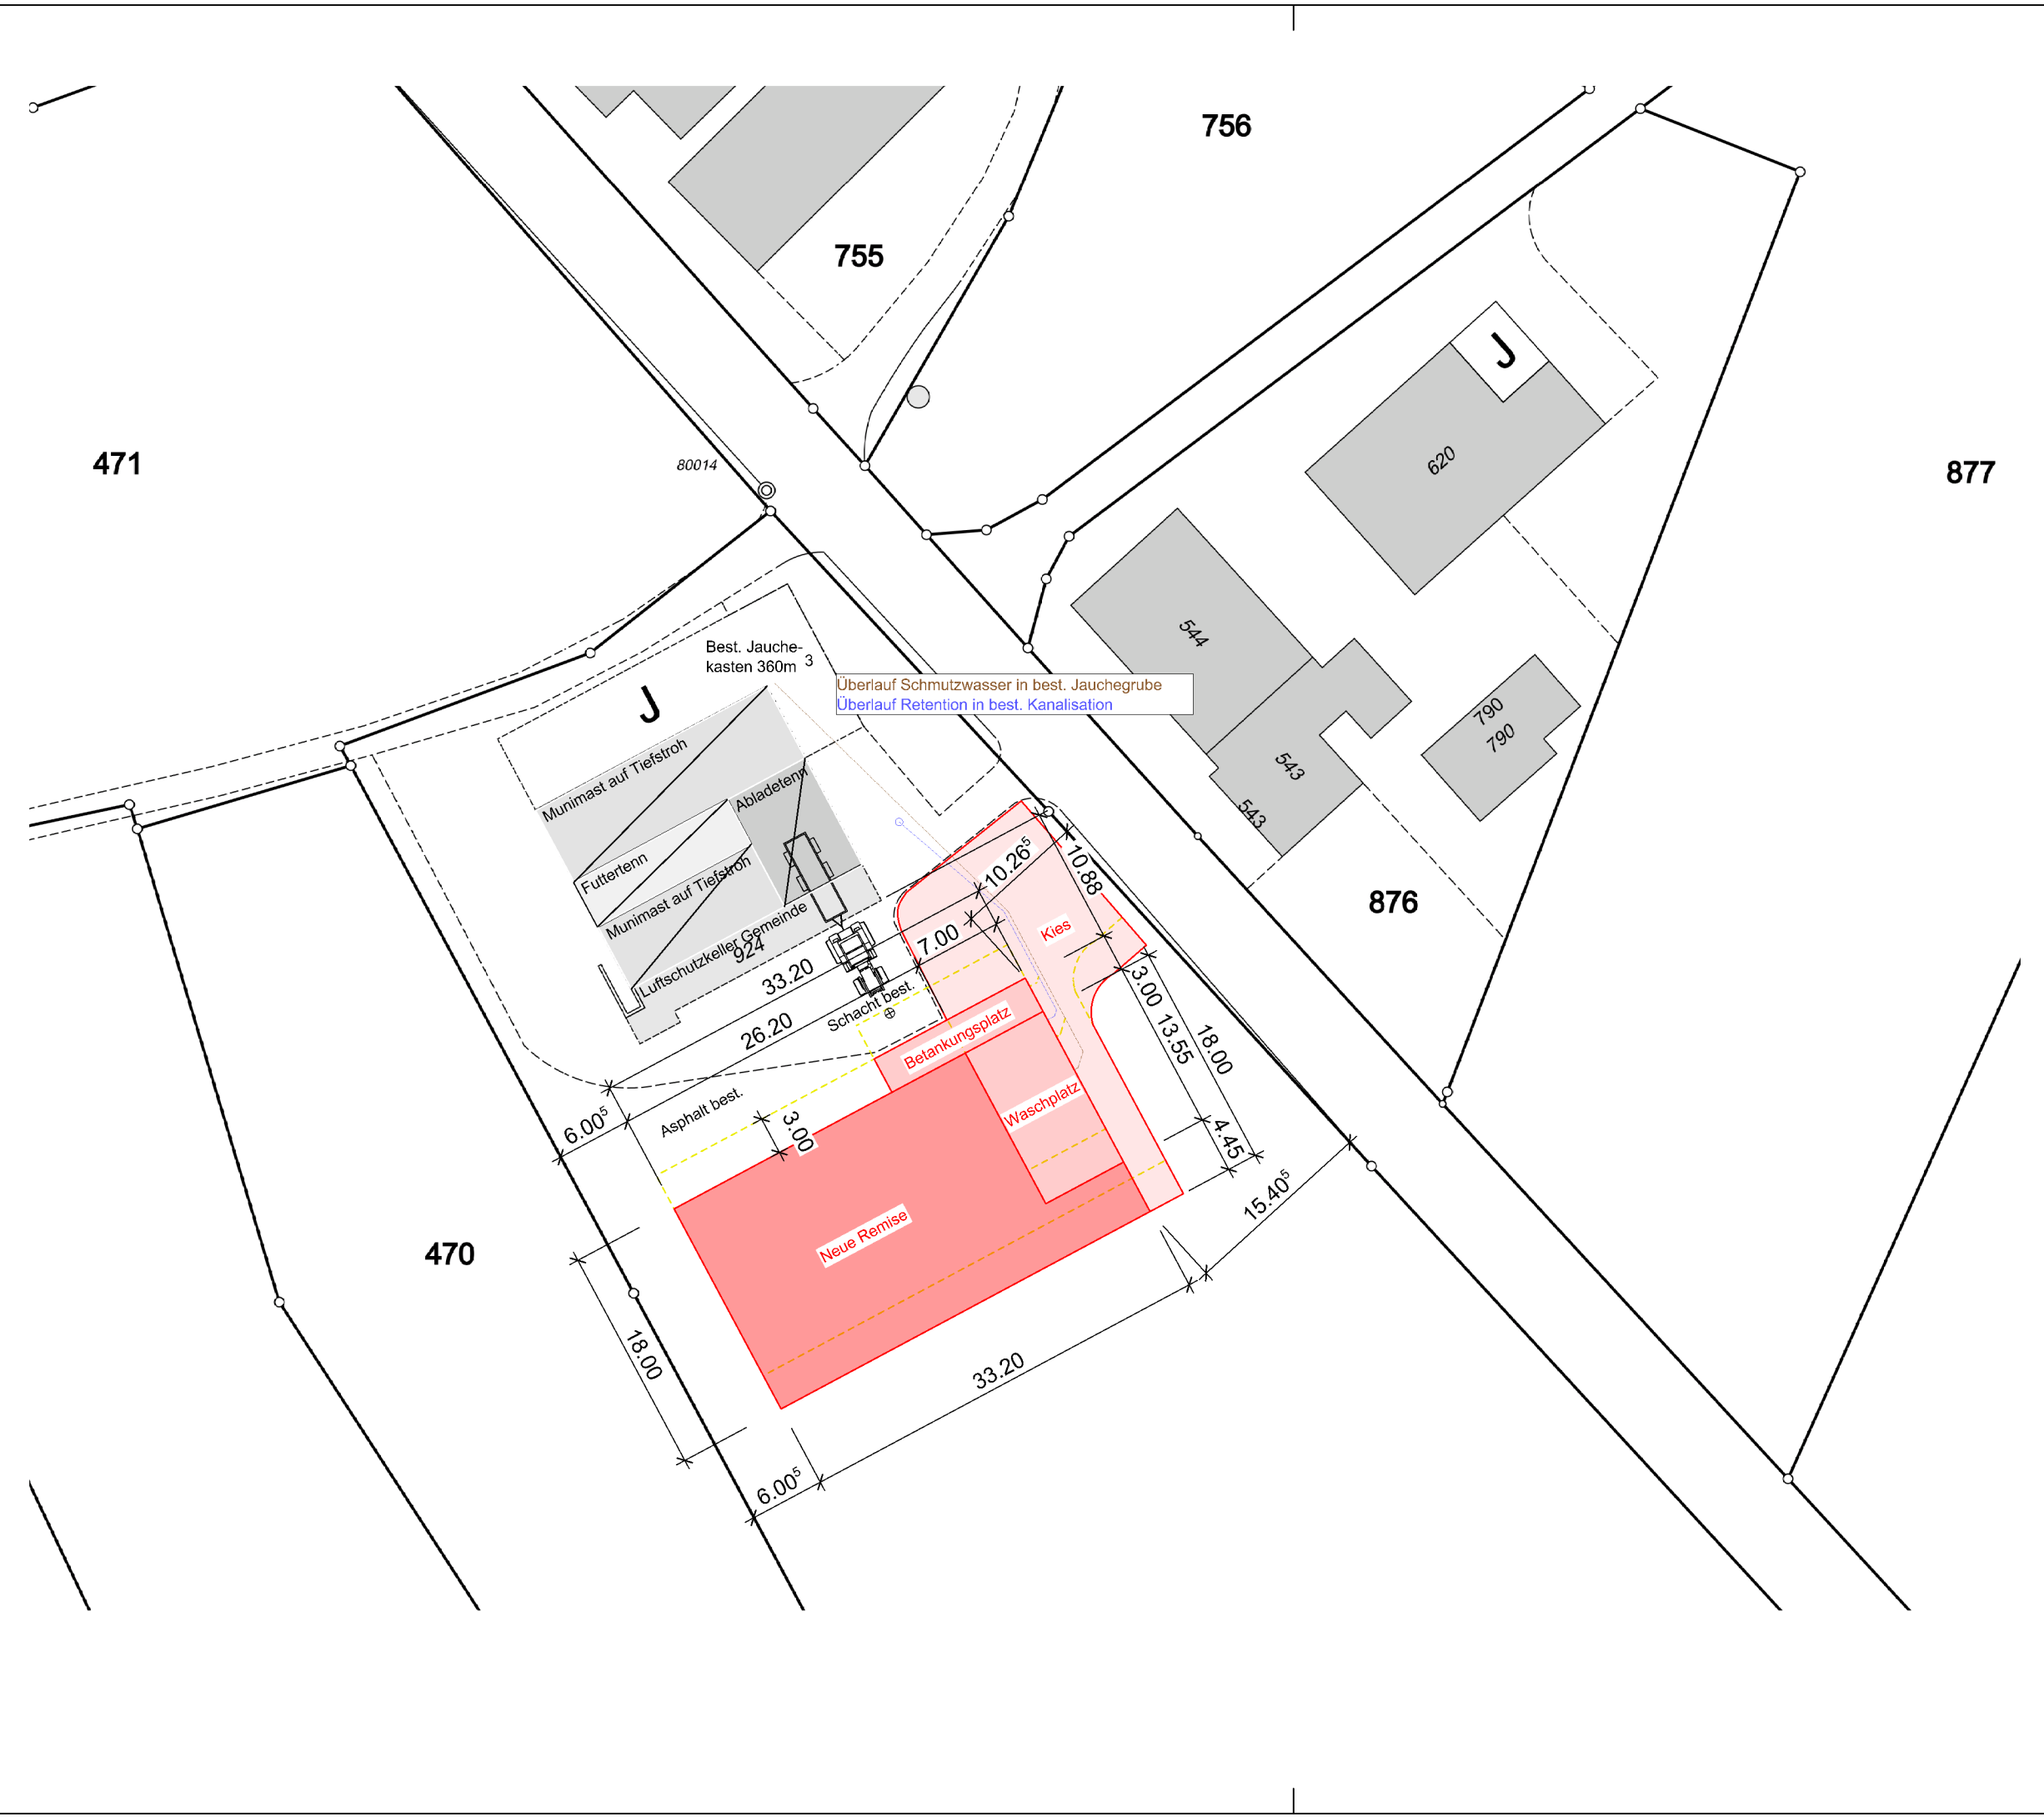 756
755
471
80014
877
J
620
544
Best. Jauche-
kasten 360m 3
Überlauf Schmutzwasser in best. Jauchegrube
Überlauf Retention in best. Kanalisation
J
790
790
543
543
Munimast auf Tiefstroh
Abladetenn
Futtertenn
Munimast auf Tiefstroh
Luftschutzkeller Gemeinde
924
10.26⁵
10.88
876
7.00
Kies
33.20
26.20
Schacht best.
3.00
13.55
18.00
Betankungsplatz
Waschplatz
Asphalt best.
6.00⁵
3.00
4.45
15.40⁵
Neue Remise
470
18.00
33.20
6.00⁵